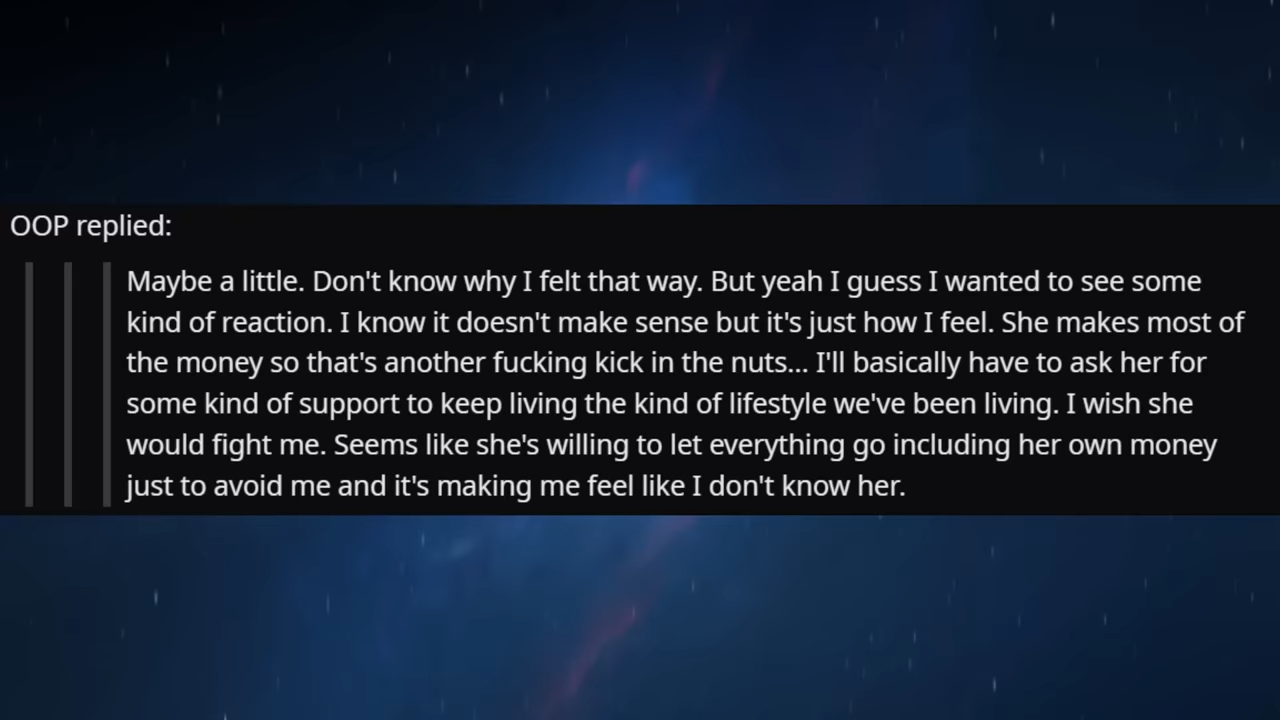 OOP replied:
Maybe a little. Don't know why I felt that way. But yeah I guess I wanted to see some
kind of reaction. I know it doesn't make sense but it's just how I feel. She makes most of
the money so that's another fucking kick in the nuts... I'll basically have to ask her for
some kind of support to keep living the kind of lifestyle we've been living. I wish she
would fight me. Seems like she's willing to let everything go including her own money
just to avoid me and it's making me feel like I don't know her.